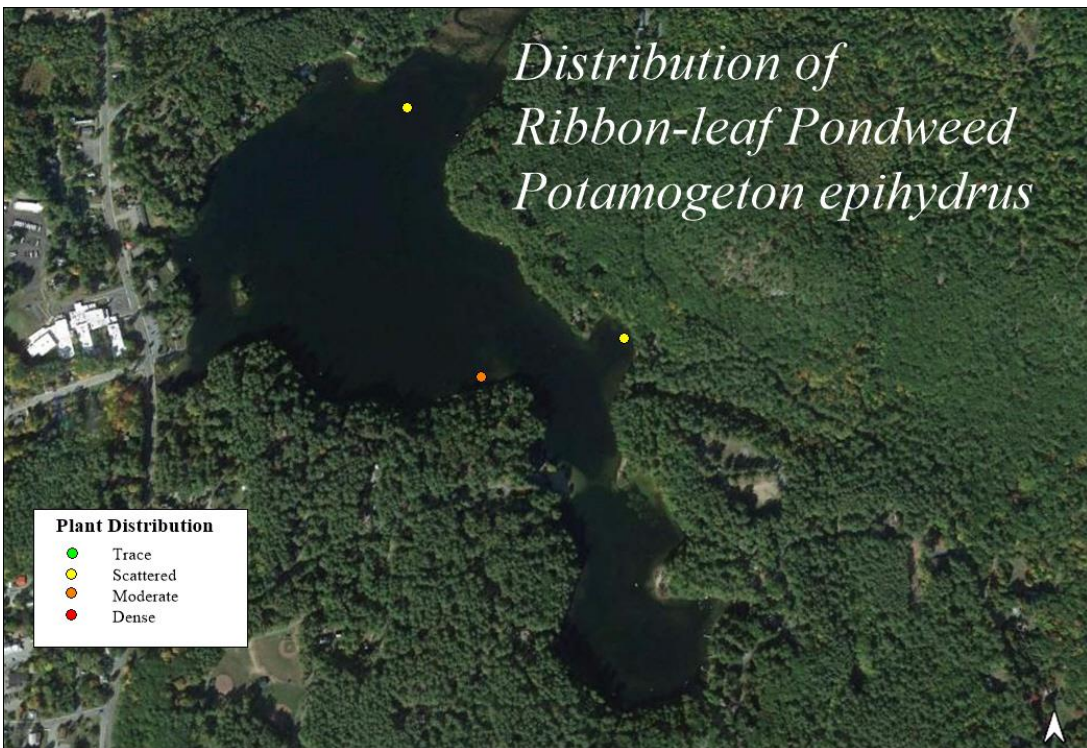 Distribution of
Ribbon-leaf Pondweed
Potamogeton epihydrus
Plant Distribution
Trace
Scattered
Moderate
Dense